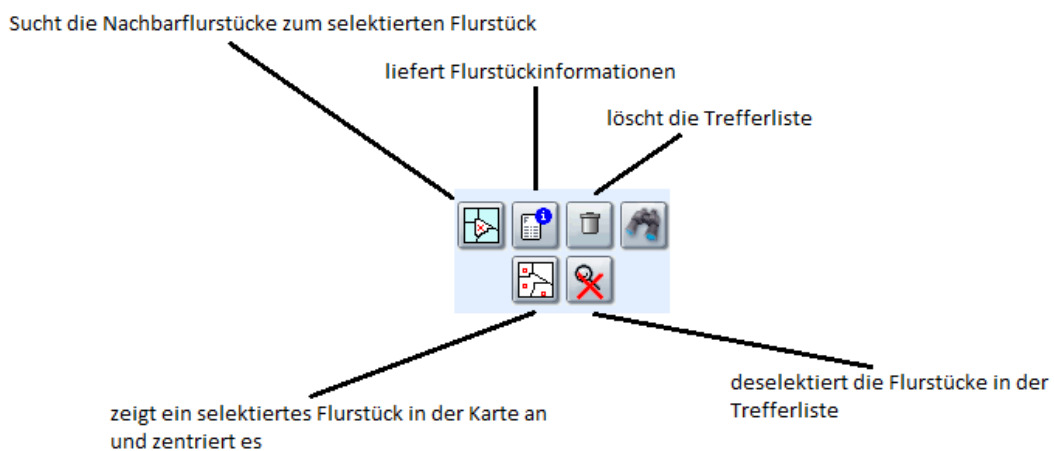 Sucht die Nachbarflurstücke zum selektierten Flurstück
liefert Flurstückinformationen
löscht die Trefferliste
zeigt ein selektiertes Flurstück in der Karte an
und zentriert es
deselektiert die Flurstücke in der
Trefferliste